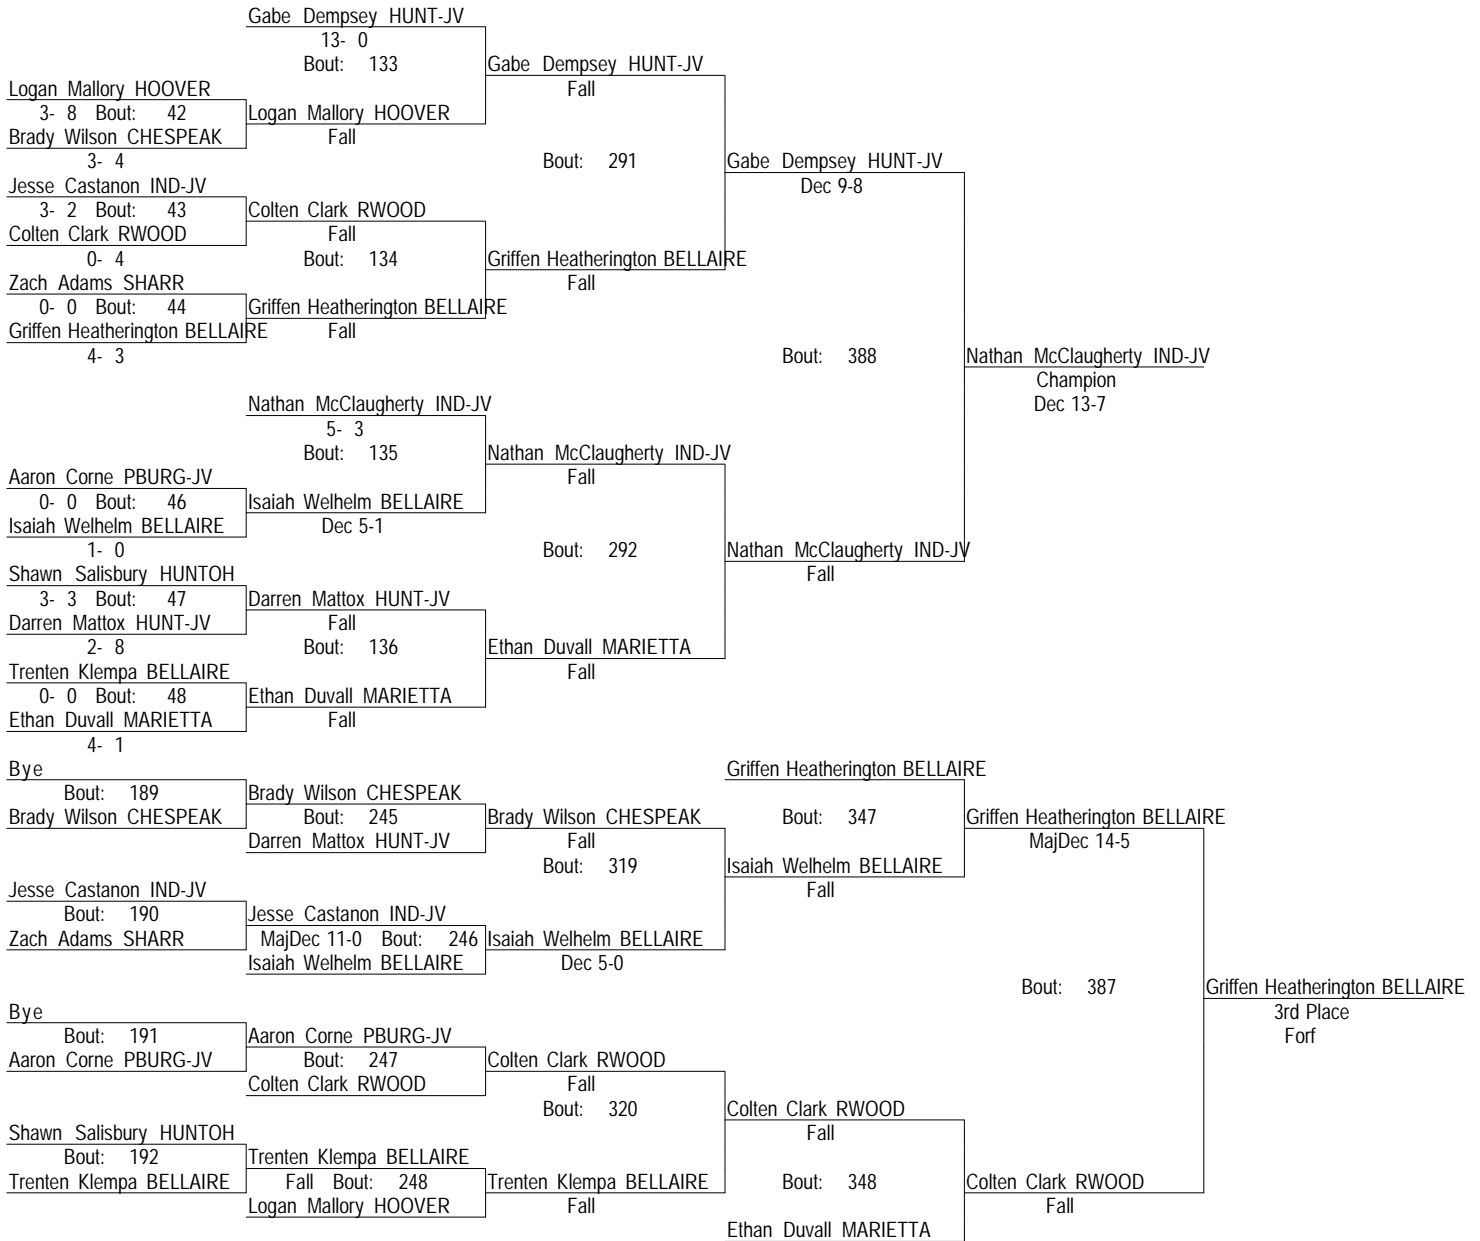 Gabe Dempsey HUNT-JV
13- 0
Bout: 133 Gabe Dempsey HUNT-JV
Logan Mallory HOOVER Fall
3- 8 Bout: 42 Logan Mallory HOOVER
Brady Wilson CHESPEAK Fall
3- 4 Bout: 291 Gabe Dempsey HUNT-JV
Jesse Castanon IND-JV Dec 9-8
3- 2 Bout: 43 Colten Clark RWOOD
Colten Clark RWOOD Fall
0- 4 Bout: 134 Griffen Heatherington BELLAIRE
Zach Adams SHARR Fall
0- 0 Bout: 44 Griffen Heatherington BELLAIRE
Griffen Heatherington BELLAIRE Fall
4- 3 Bout: 388 Nathan McClaugherty IND-JV
Champion
Nathan McClaugherty IND-JV Dec 13-7
5- 3
Bout: 135 Nathan McClaugherty IND-JV
Aaron Corne PBURG-JV Fall
0- 0 Bout: 46 Isaiah Welhelm BELLAIRE
Isaiah Welhelm BELLAIRE Dec 5-1
1- 0 Bout: 292 Nathan McClaugherty IND-JV
Shawn Salisbury HUNTOH Fall
3- 3 Bout: 47 Darren Mattox HUNT-JV
Darren Mattox HUNT-JV Fall
2- 8 Bout: 136 Ethan Duvall MARIETTA
Trenten Klempa BELLAIRE Fall
0- 0 Bout: 48 Ethan Duvall MARIETTA
Ethan Duvall MARIETTA Fall
4- 1
Bye Griffen Heatherington BELLAIRE
Bout: 189 Brady Wilson CHESPEAK
Brady Wilson CHESPEAK Bout: 245 Brady Wilson CHESPEAK Bout: 347 Griffen Heatherington BELLAIRE
Darren Mattox HUNT-JV Fall MajDec 14-5
Bout: 319 Isaiah Welhelm BELLAIRE
Jesse Castanon IND-JV Fall
Bout: 190 Jesse Castanon IND-JV
Zach Adams SHARR MajDec 11-0 Bout: 246 Isaiah Welhelm BELLAIRE
Isaiah Welhelm BELLAIRE Dec 5-0
Bout: 387 Griffen Heatherington BELLAIRE
Bye 3rd Place
Bout: 191 Aaron Corne PBURG-JV Forf
Aaron Corne PBURG-JV Bout: 247 Colten Clark RWOOD
Colten Clark RWOOD Fall
Bout: 320 Colten Clark RWOOD
Shawn Salisbury HUNTOH Fall
Bout: 192 Trenten Klempa BELLAIRE
Trenten Klempa BELLAIRE Fall Bout: 248 Trenten Klempa BELLAIRE Bout: 348 Colten Clark RWOOD
Logan Mallory HOOVER Fall Fall
Ethan Duvall MARIETTA